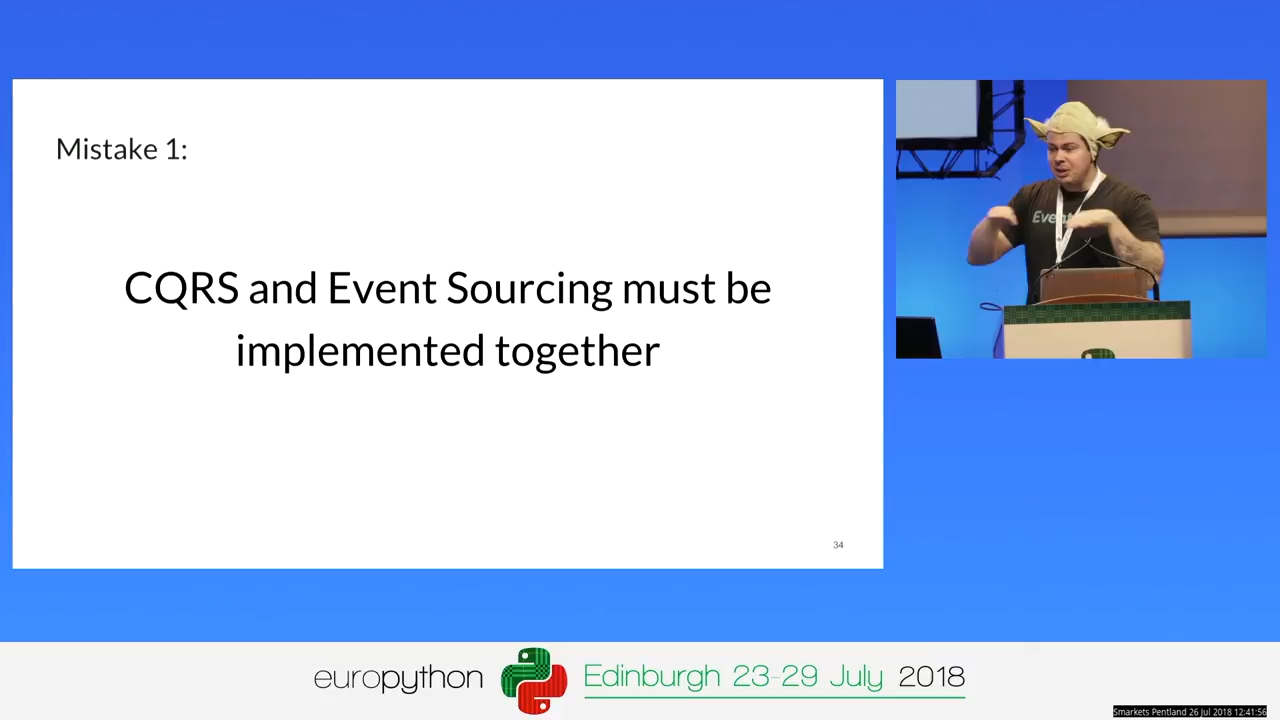 Mistake 1:
CQRS and Event Sourcing must be
implemented together
34
Event
europython
Edinburgh 23-29 July 2018
Smarkets Pentland 26 Jul 2018 12:41:56